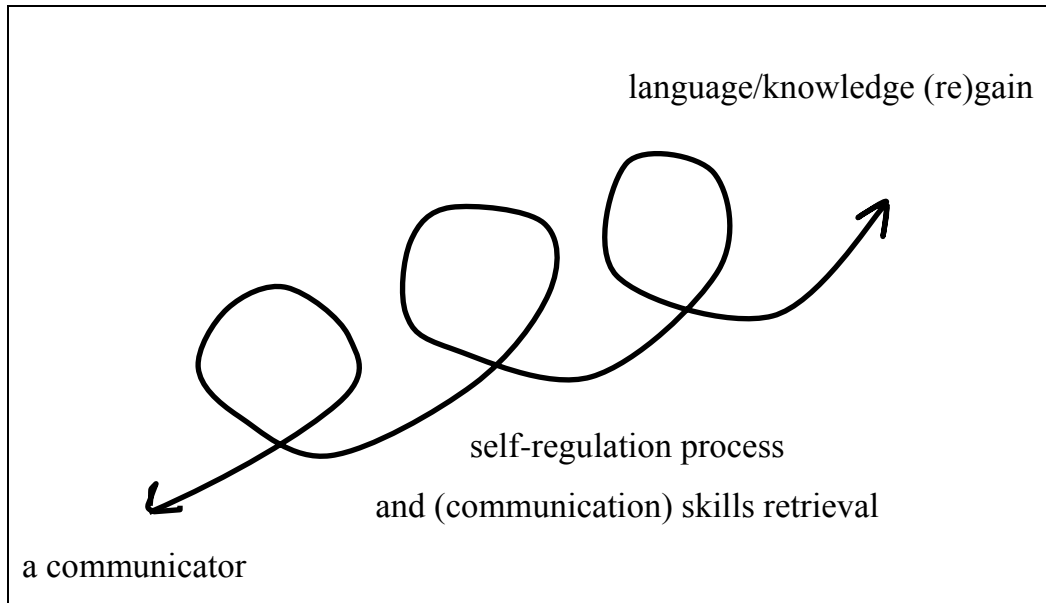 language/knowledge (re)gain
self-regulation process
and (communication) skills retrieval
a communicator